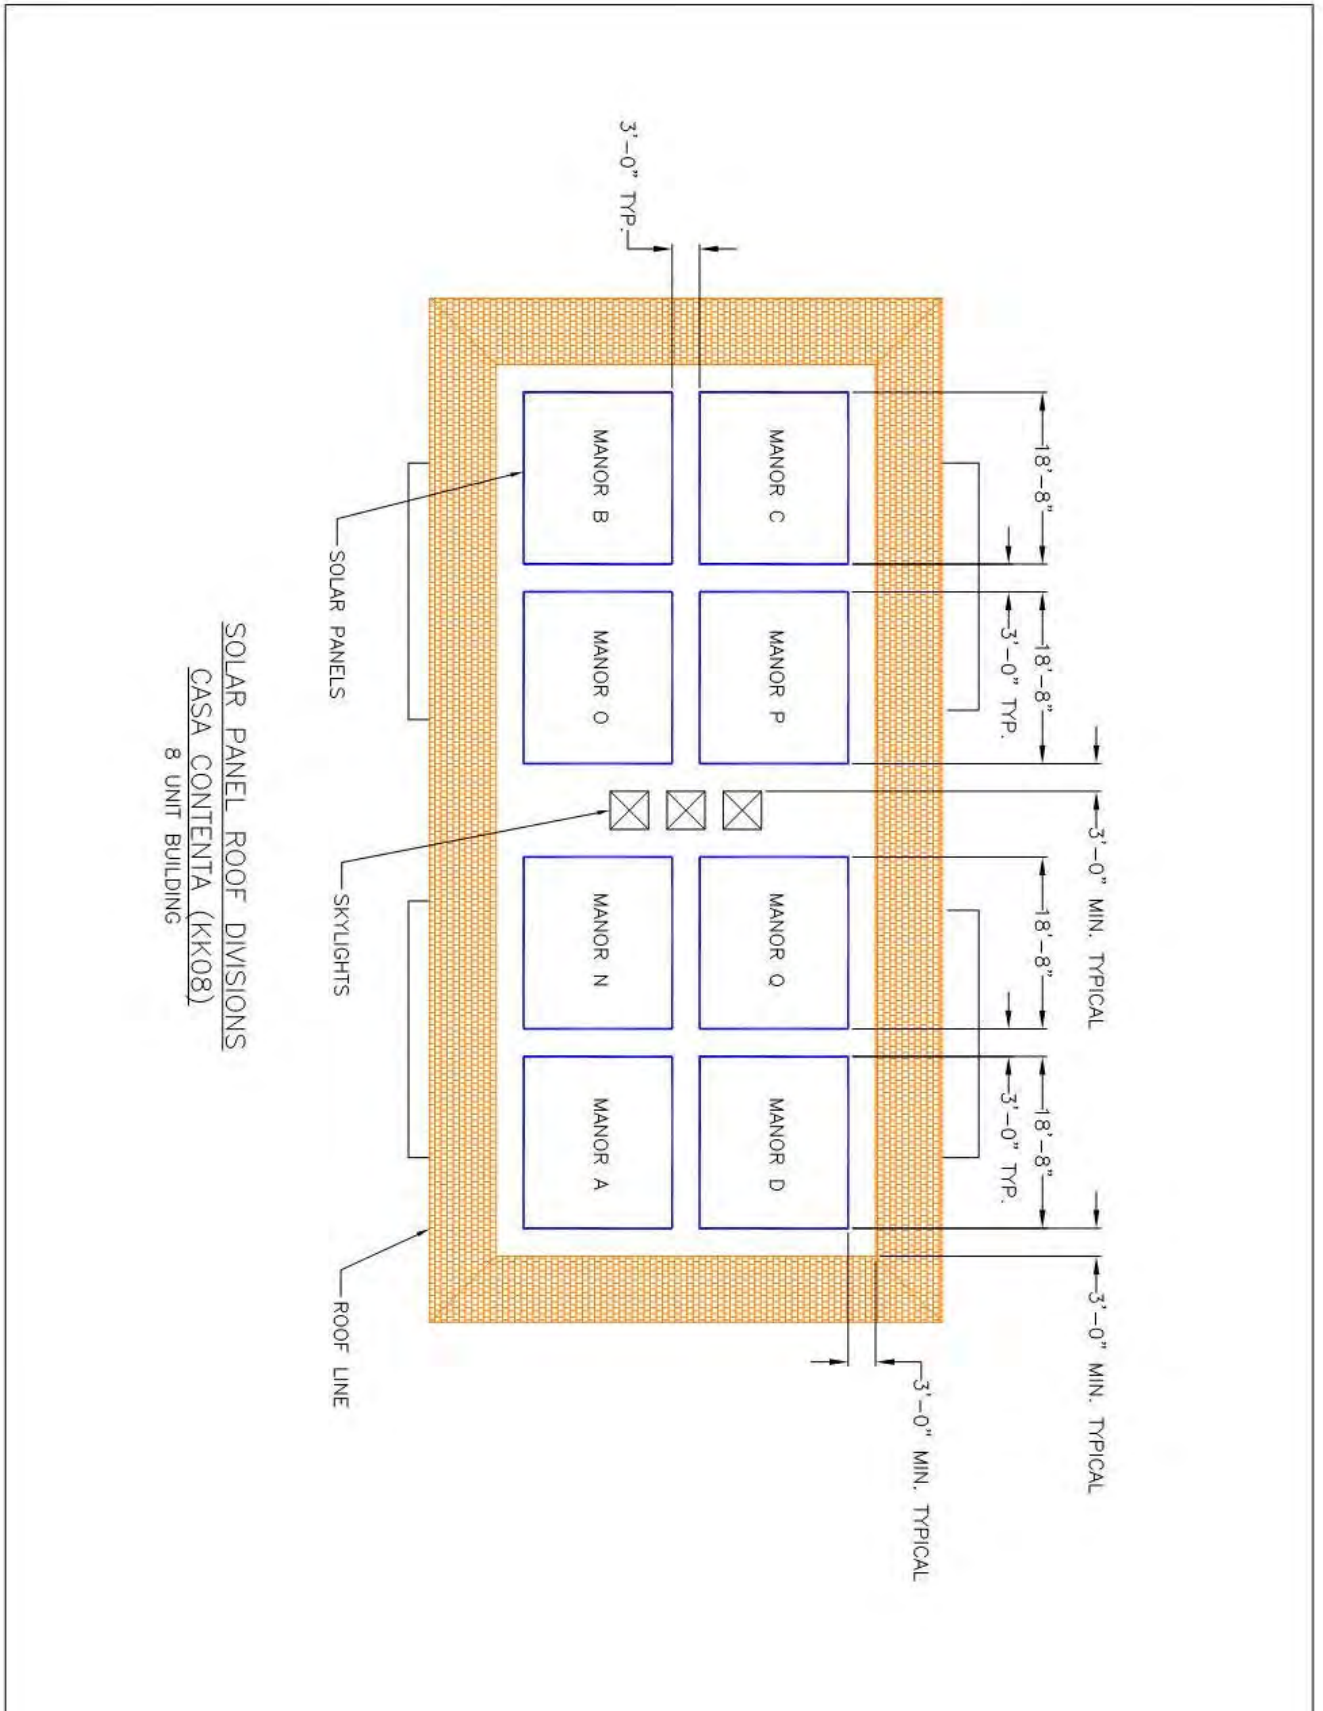 3'-0" MIN. TYPICAL
3'-0" MIN. TYPICAL
18'-8"
18'-8"
18'-8"
18'-8"
3'-0" TYP.
3'-0" TYP.
3'-0" MIN. TYPICAL
MANOR C
MANOR P
MANOR Q
MANOR D
3'-0" TYP.
MANOR B
MANOR O
MANOR N
MANOR A
SOLAR PANELS
SKYLIGHTS
ROOF LINE
SOLAR PANEL ROOF DIVISIONS
CASA CONTENTA (KK08)
8 UNIT BUILDING